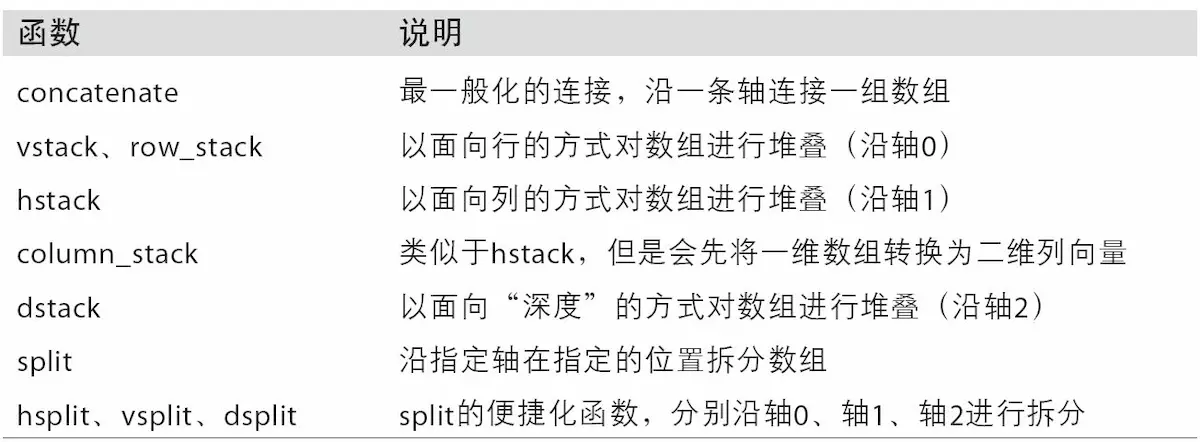 函数 说明
concatenate 最一般化的连接，沿一条轴连接一组数组
vstack、row_stack 以面向行的方式对数组进行堆叠（沿轴0）
hstack 以面向列的方式对数组进行堆叠（沿轴1）
column_stack 类似于hstack，但是会先将一维数组转换为二维列向量
dstack 以面向“深度”的方式对数组进行堆叠（沿轴2）
split 沿指定轴在指定的位置拆分数组
hsplit、vsplit、dsplit split的便捷化函数，分别沿轴0、轴1、轴2进行拆分